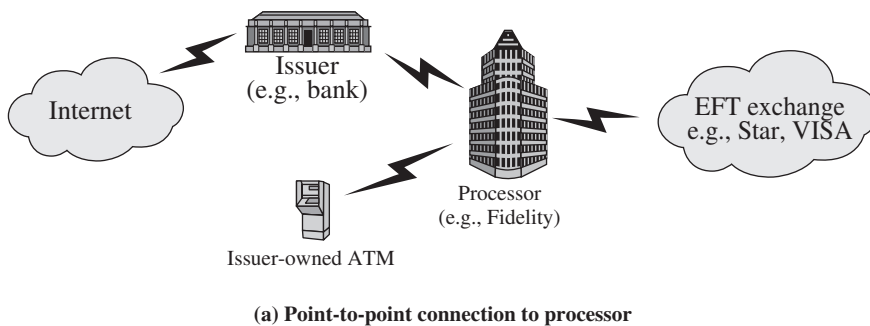 Internet
Issuer
(e.g., bank)
EFT exchange
e.g., Star, VISA
Processor
(e.g., Fidelity)
Issuer-owned ATM
(a) Point-to-point connection to processor